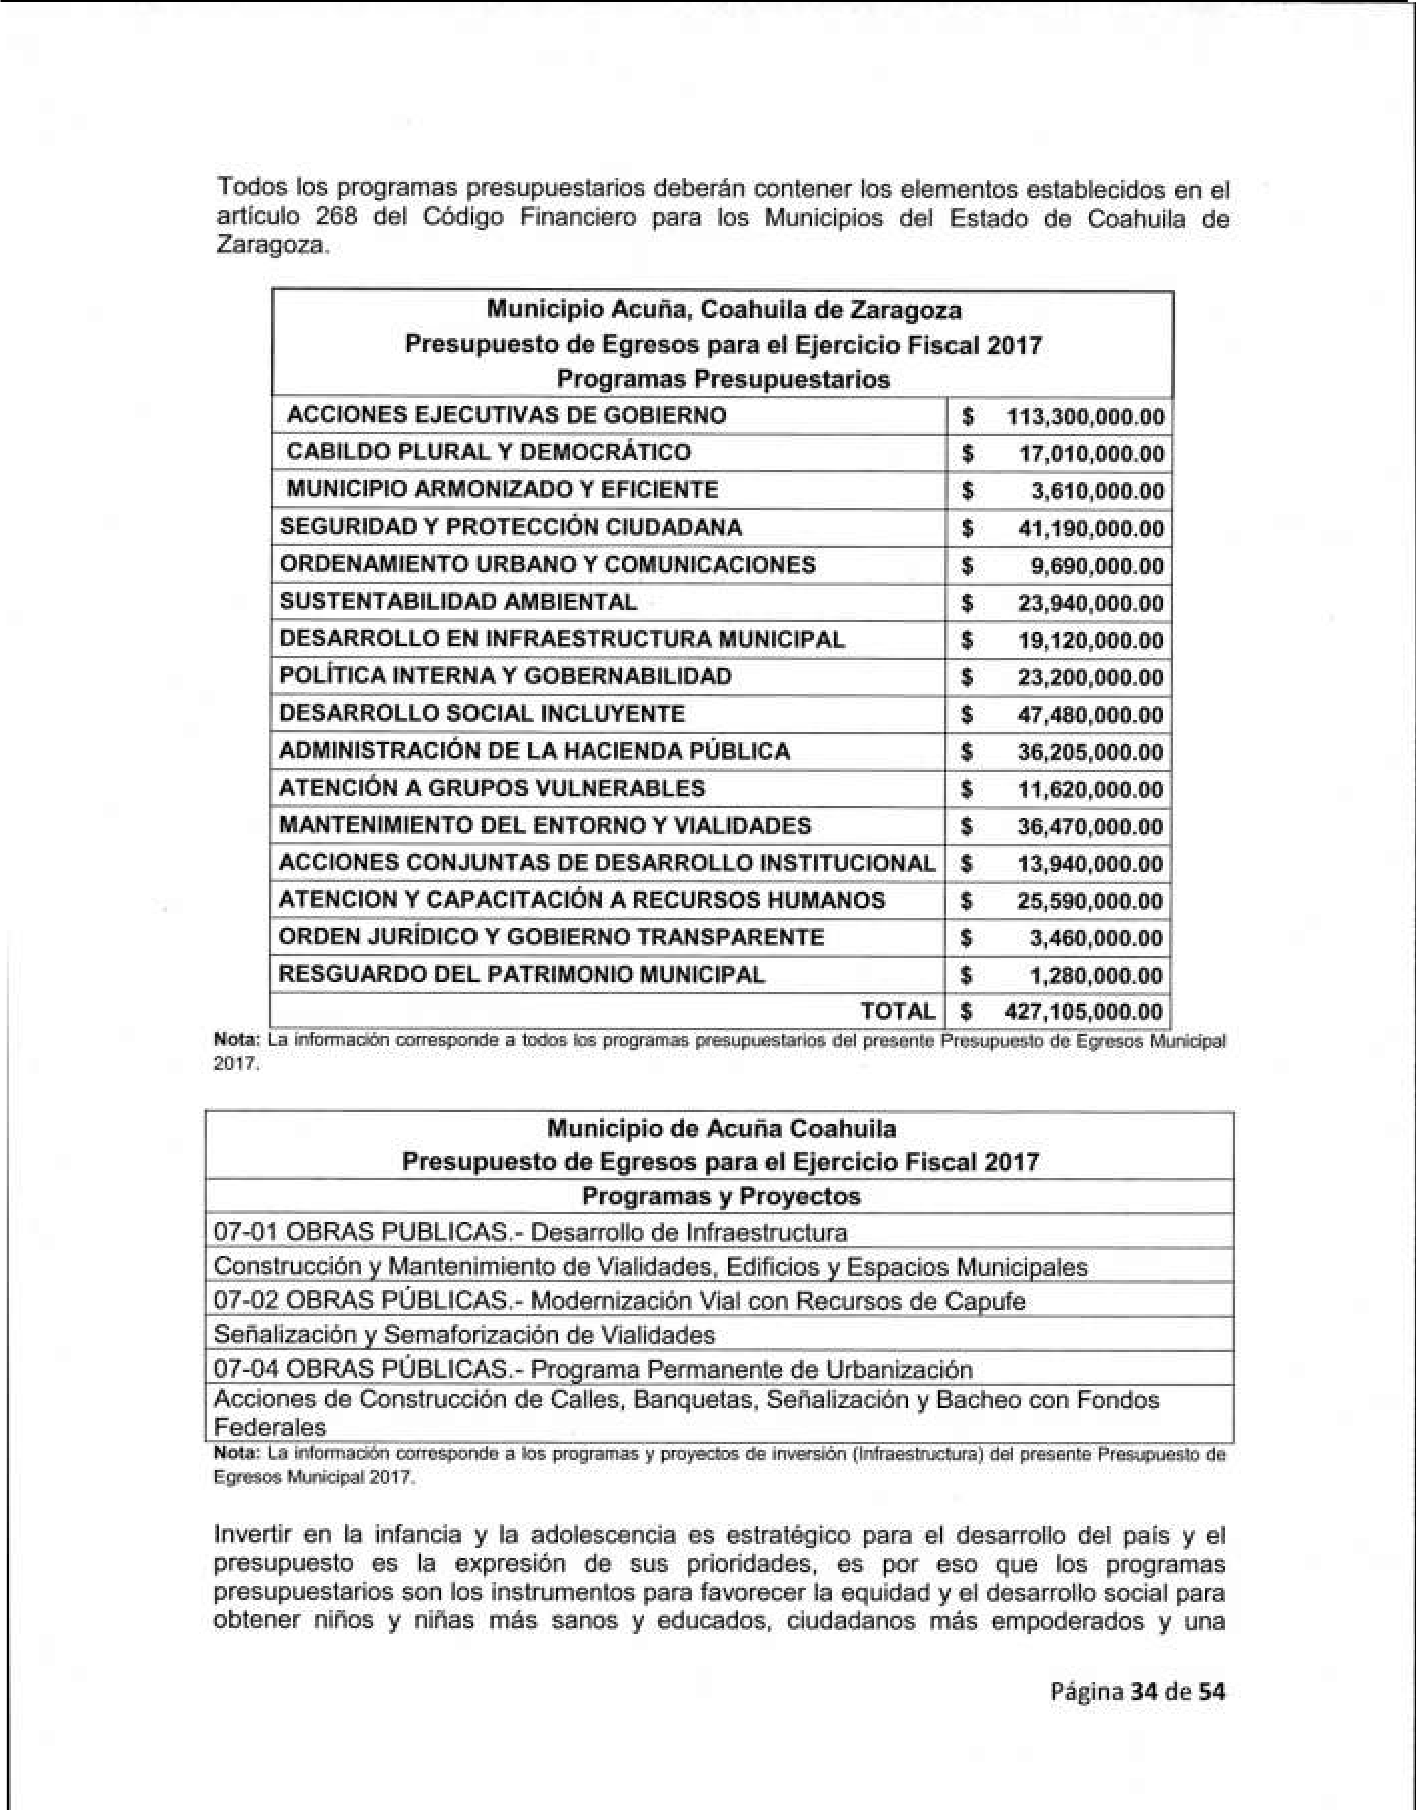 Todos los programas presupuestarios deberán contener los elementos establecidos en el
artículo 268 del Código Financiero para los Municipios del Estado de Coahuila de
Zaragoza.
Municipio Acuña, Coahuila de Zaragoza
Presupuesto de Egresos para el Ejercicio Fiscal 2017
Programas Presupuestarios
ACCIONES EJECUTIVAS DE GOBIERNO $ 113,300,000.00
CABILDO PLURAL Y DEMOCRÁTICO $ 17,010,000.00
MUNICIPIO ARMONIZADO Y EFICIENTE $ 3,610,000.00
SEGURIDAD Y PROTECCIÓN CIUDADANA $ 41,190,000.00
ORDENAMIENTO URBANO Y COMUNICACIONES $ 9,690,000.00
SUSTENTABILIDAD AMBIENTAL $ 23,940,000.00
DESARROLLO EN INFRAESTRUCTURA MUNICIPAL $ 19,120,000.00
POLÍTICA INTERNA Y GOBERNABILIDAD $ 23,200,000.00
DESARROLLO SOCIAL INCLUYENTE $ 47,480,000.00
ADMINISTRACIÓN DE LA HACIENDA PÚBLICA $ 36,205,000.00
ATENCIÓN A GRUPOS VULNERABLES $ 11,620,000.00
MANTENIMIENTO DEL ENTORNO Y VIALIDADES $ 36,470,000.00
ACCIONES CONJUNTAS DE DESARROLLO INSTITUCIONAL $ 13,940,000.00
ATENCION Y CAPACITACIÓN A RECURSOS HUMANOS $ 25,590,000.00
ORDEN JURÍDICO Y GOBIERNO TRANSPARENTE $ 3,460,000.00
RESGUARDO DEL PATRIMONIO MUNICIPAL $ 1,280,000.00
TOTAL $ 427,105,000.00
Nota: La información corresponde a todos los programas presupuestarios del presente Presupuesto de Egresos Municipal
2017.
Municipio de Acuña Coahuila
Presupuesto de Egresos para el Ejercicio Fiscal 2017
Programas y Proyectos
07-01 OBRAS PUBLICAS.- Desarrollo de Infraestructura
Construcción y Mantenimiento de Vialidades, Edificios y Espacios Municipales
07-02 OBRAS PÚBLICAS.- Modernización Vial con Recursos de Capufe
Señalización y Semaforización de Vialidades
07-04 OBRAS PÚBLICAS.- Programa Permanente de Urbanización
Acciones de Construcción de Calles, Banquetas, Señalización y Bacheo con Fondos
Federales
Nota: La información corresponde a los programas y proyectos de inversión (Infraestructura) del presente Presupuesto de
Egresos Municipal 2017.
Invertir en la infancia y la adolescencia es estratégico para el desarrollo del país y el
presupuesto es la expresión de sus prioridades, es por eso que los programas
presupuestarios son los instrumentos para favorecer la equidad y el desarrollo social para
obtener niños y niñas más sanos y educados, ciudadanos más empoderados y una
Página 34 de 54